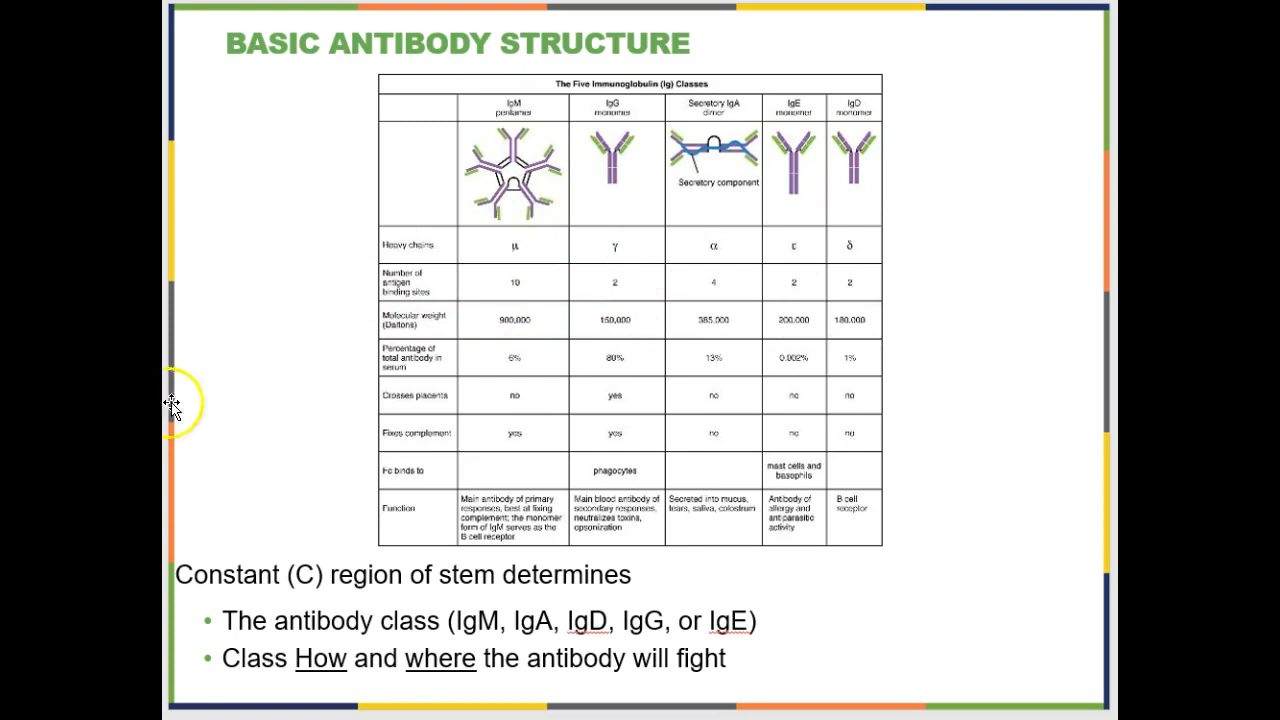 BASIC ANTIBODY STRUCTURE
The Five Immunoglobulin (Ig) Classes
IgM
pentamer
IgG
monomer
Secretory IgA
dimer
IgE
monomer
IgD
monomer
Secretory component
Heavy chains
μ
γ
α
ε
δ
Number of
antigen
binding sites
10
2
4
2
2
Molecular weight
(Daltons)
900,000
150,000
385,000
200,000
180,000
Percentage of
total antibody in
serum
6%
80%
13%
0.002%
1%
Crosses placenta
no
yes
no
no
no
Fixes complement
yes
yes
no
no
no
Fc binds to
phagocytes
mast cells and
basophils
Function
Main antibody of primary
responses, best at fixing
complement; the monomer
form of IgM serves as the
B cell receptor
Main blood antibody of
secondary responses,
neutralizes toxins,
opsonization
Secreted into mucus,
tears, saliva, colostrum
Antibody of
allergy and
antiparasitic
activity
B cell
receptor
Constant (C) region of stem determines
• The antibody class (IgM, IgA, IgD, IgG, or IgE)
• Class How and where the antibody will fight